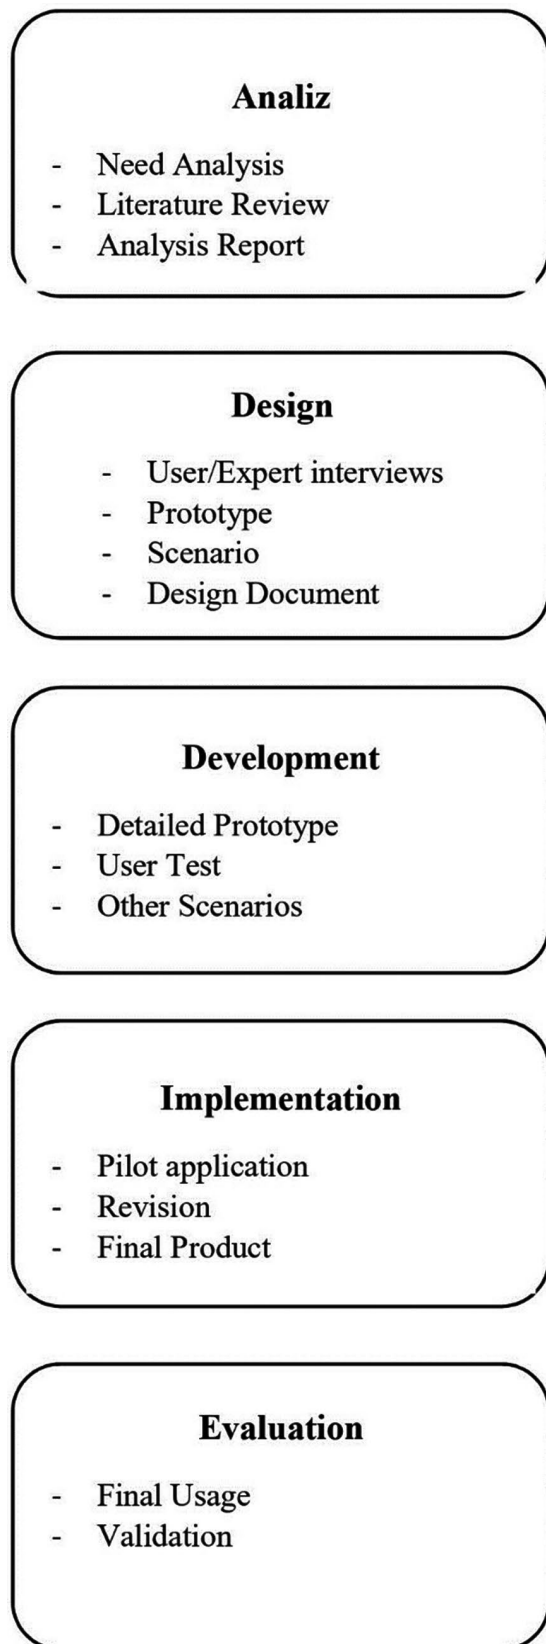 Analiz
- Need Analysis
- Literature Review
- Analysis Report
Design
- User/Expert interviews
- Prototype
- Scenario
- Design Document
Development
- Detailed Prototype
- User Test
- Other Scenarios
Implementation
- Pilot application
- Revision
- Final Product
Evaluation
- Final Usage
- Validation